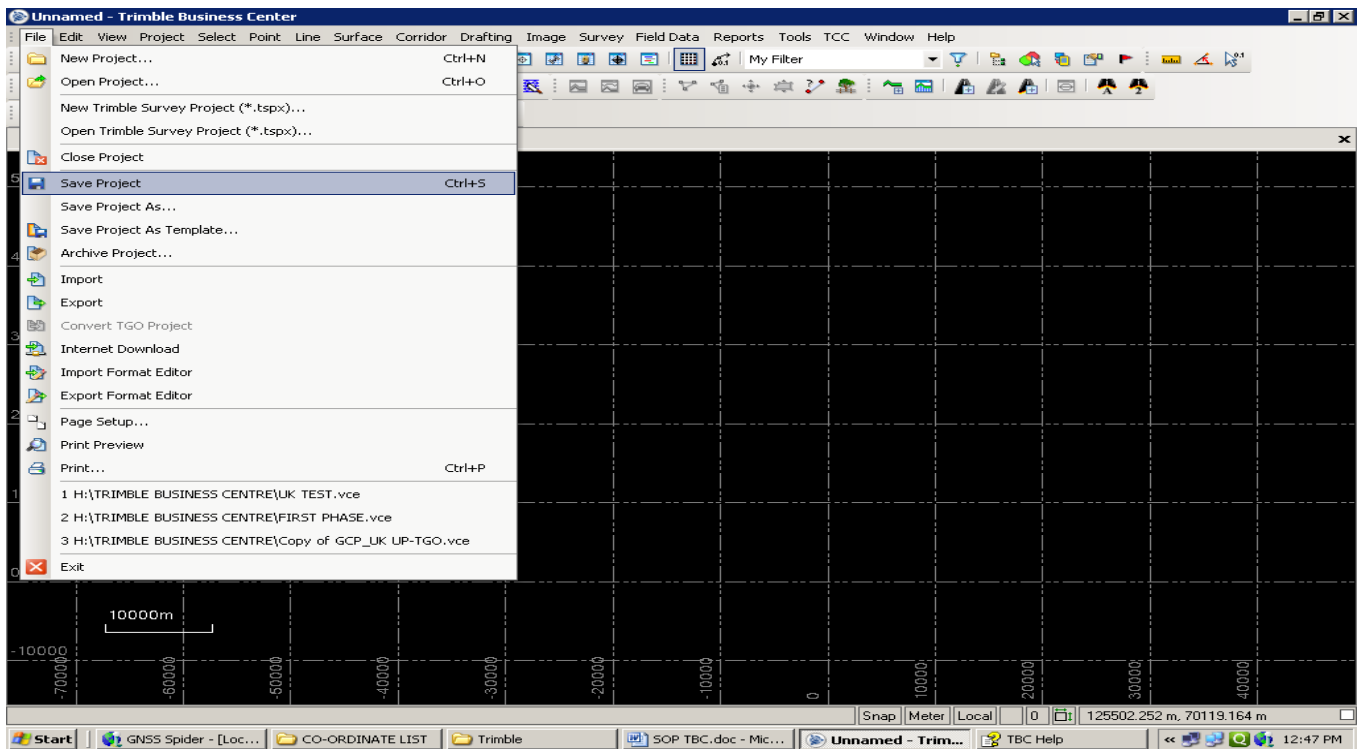 Unnamed - Trimble Business Center
File Edit View Project Select Point Line Surface Corridor Drafting Image Survey Field Data Reports Tools TCC Window Help
New Project... Ctrl+N
My Filter
Open Project... Ctrl+O
New Trimble Survey Project (*.tspx)...
Open Trimble Survey Project (*.tspx)...
Close Project
Save Project Ctrl+S
Save Project As...
Save Project As Template...
Archive Project...
Import
Export
Convert TGO Project
Internet Download
Import Format Editor
Export Format Editor
Page Setup...
Print Preview
Print... Ctrl+P
1 H:\TRIMBLE BUSINESS CENTRE\UK TEST.vce
2 H:\TRIMBLE BUSINESS CENTRE\FIRST PHASE.vce
3 H:\TRIMBLE BUSINESS CENTRE\Copy of GCP_UK UP-TGO.vce
Exit
5
4
3
2
1
0
10000m
-10000
-70000 -60000 -50000 -40000 -30000 -20000 -10000 0 10000 20000 30000 40000
Snap Meter Local 0 125502.252 m, 70119.164 m
Start GNSS Spider - [Loc... CO-ORDINATE LIST Trimble SOP TBC.doc - Mic... Unnamed - Trim... TBC Help « 12:47 PM